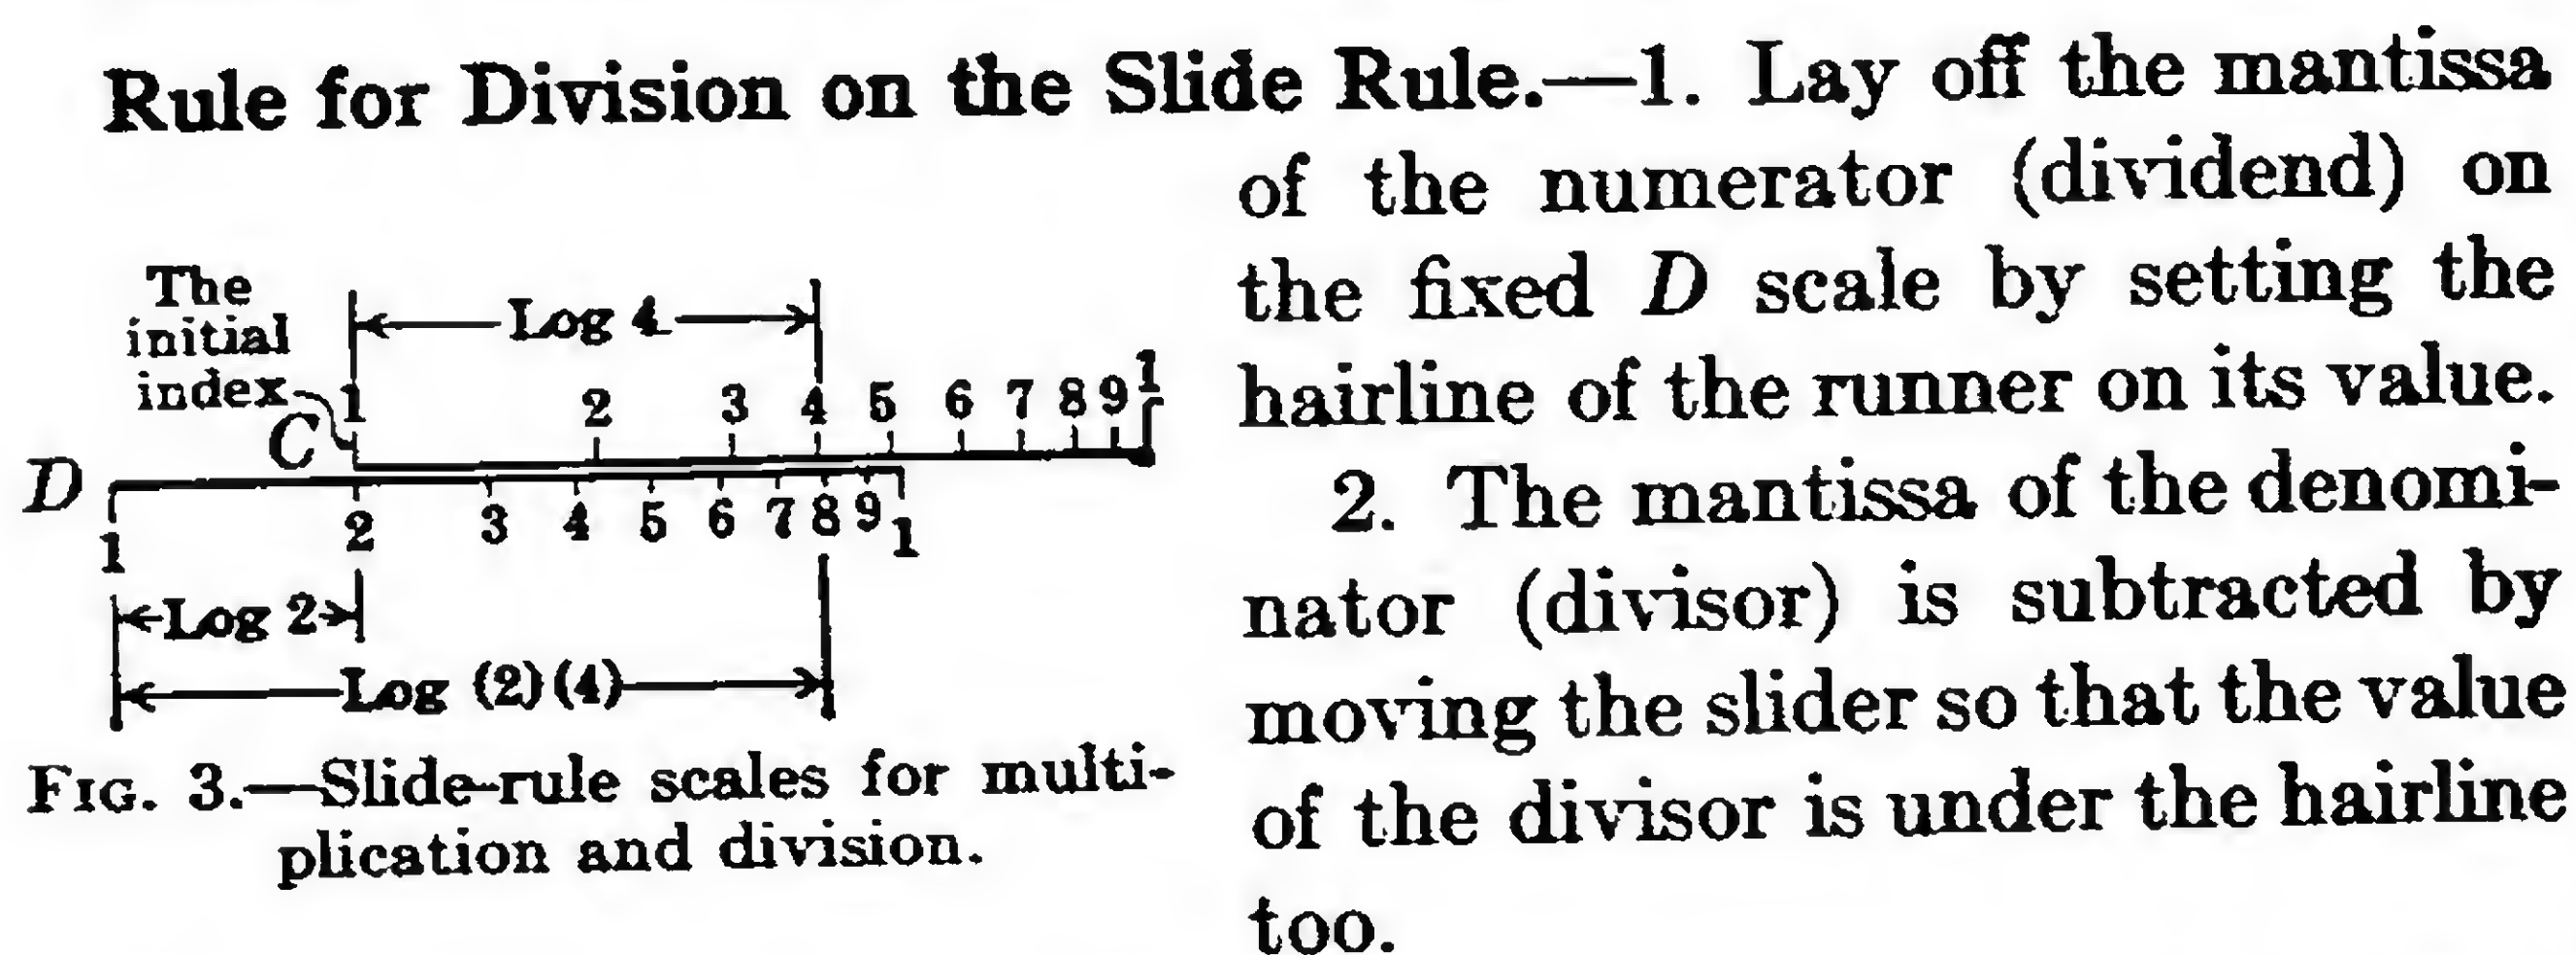 Rule for Division on the Slide Rule.—1. Lay off the mantissa
of the numerator (dividend) on
the fixed D scale by setting the
hairline of the runner on its value.
2. The mantissa of the denomi-
nator (divisor) is subtracted by
moving the slider so that the value
of the divisor is under the hairline
too.
The
initial
index
Log 4
1 2 3 4 5 6 7 8 9 1
C
D
1 2 3 4 5 6 7 8 9 1
Log 2
Log (2)(4)
FIG. 3.—Slide-rule scales for multi-
plication and division.